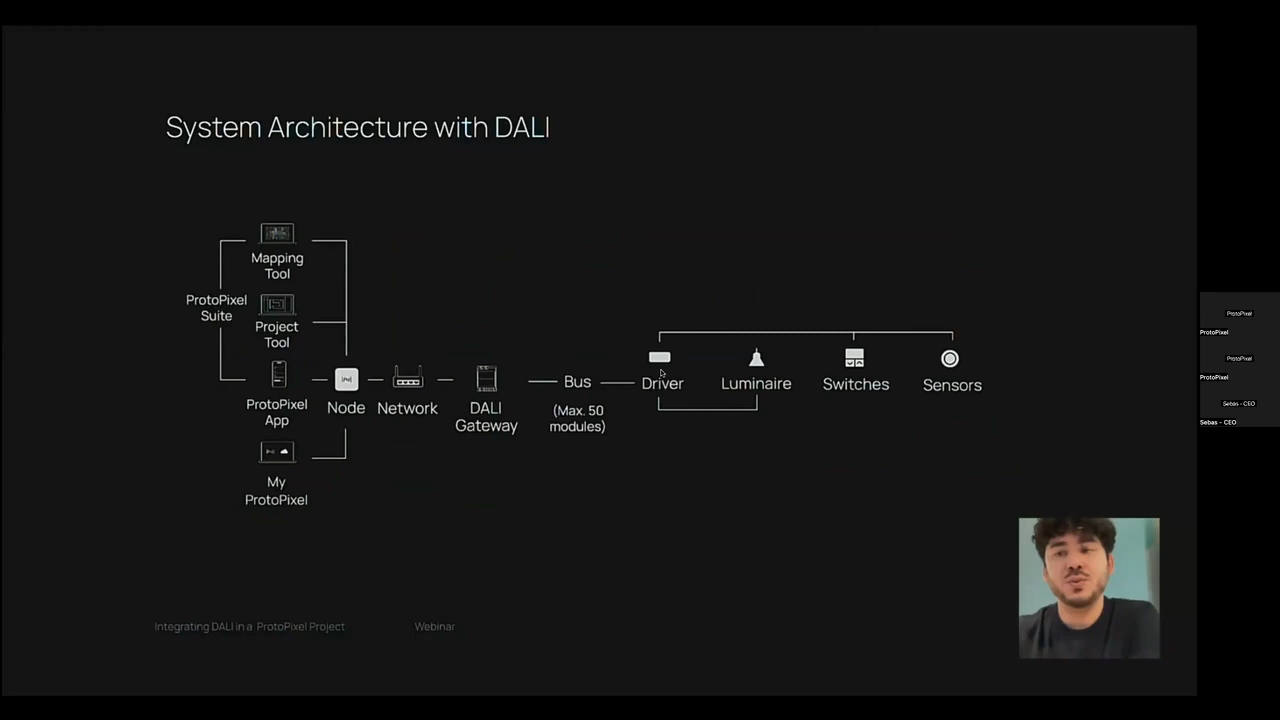 System Architecture with DALI
Mapping
Tool
ProtoPixel
Suite
Project
Tool
ProtoPixel
App
Node
Network
DALI
Gateway
Bus
(Max. 50
modules)
Driver
Luminaire
Switches
Sensors
My
ProtoPixel
Integrating DALI in a ProtoPixel Project
Webinar
ProtoPixel
ProtoPixel
ProtoPixel
ProtoPixel
Sebas - CEO
Sebas - CEO